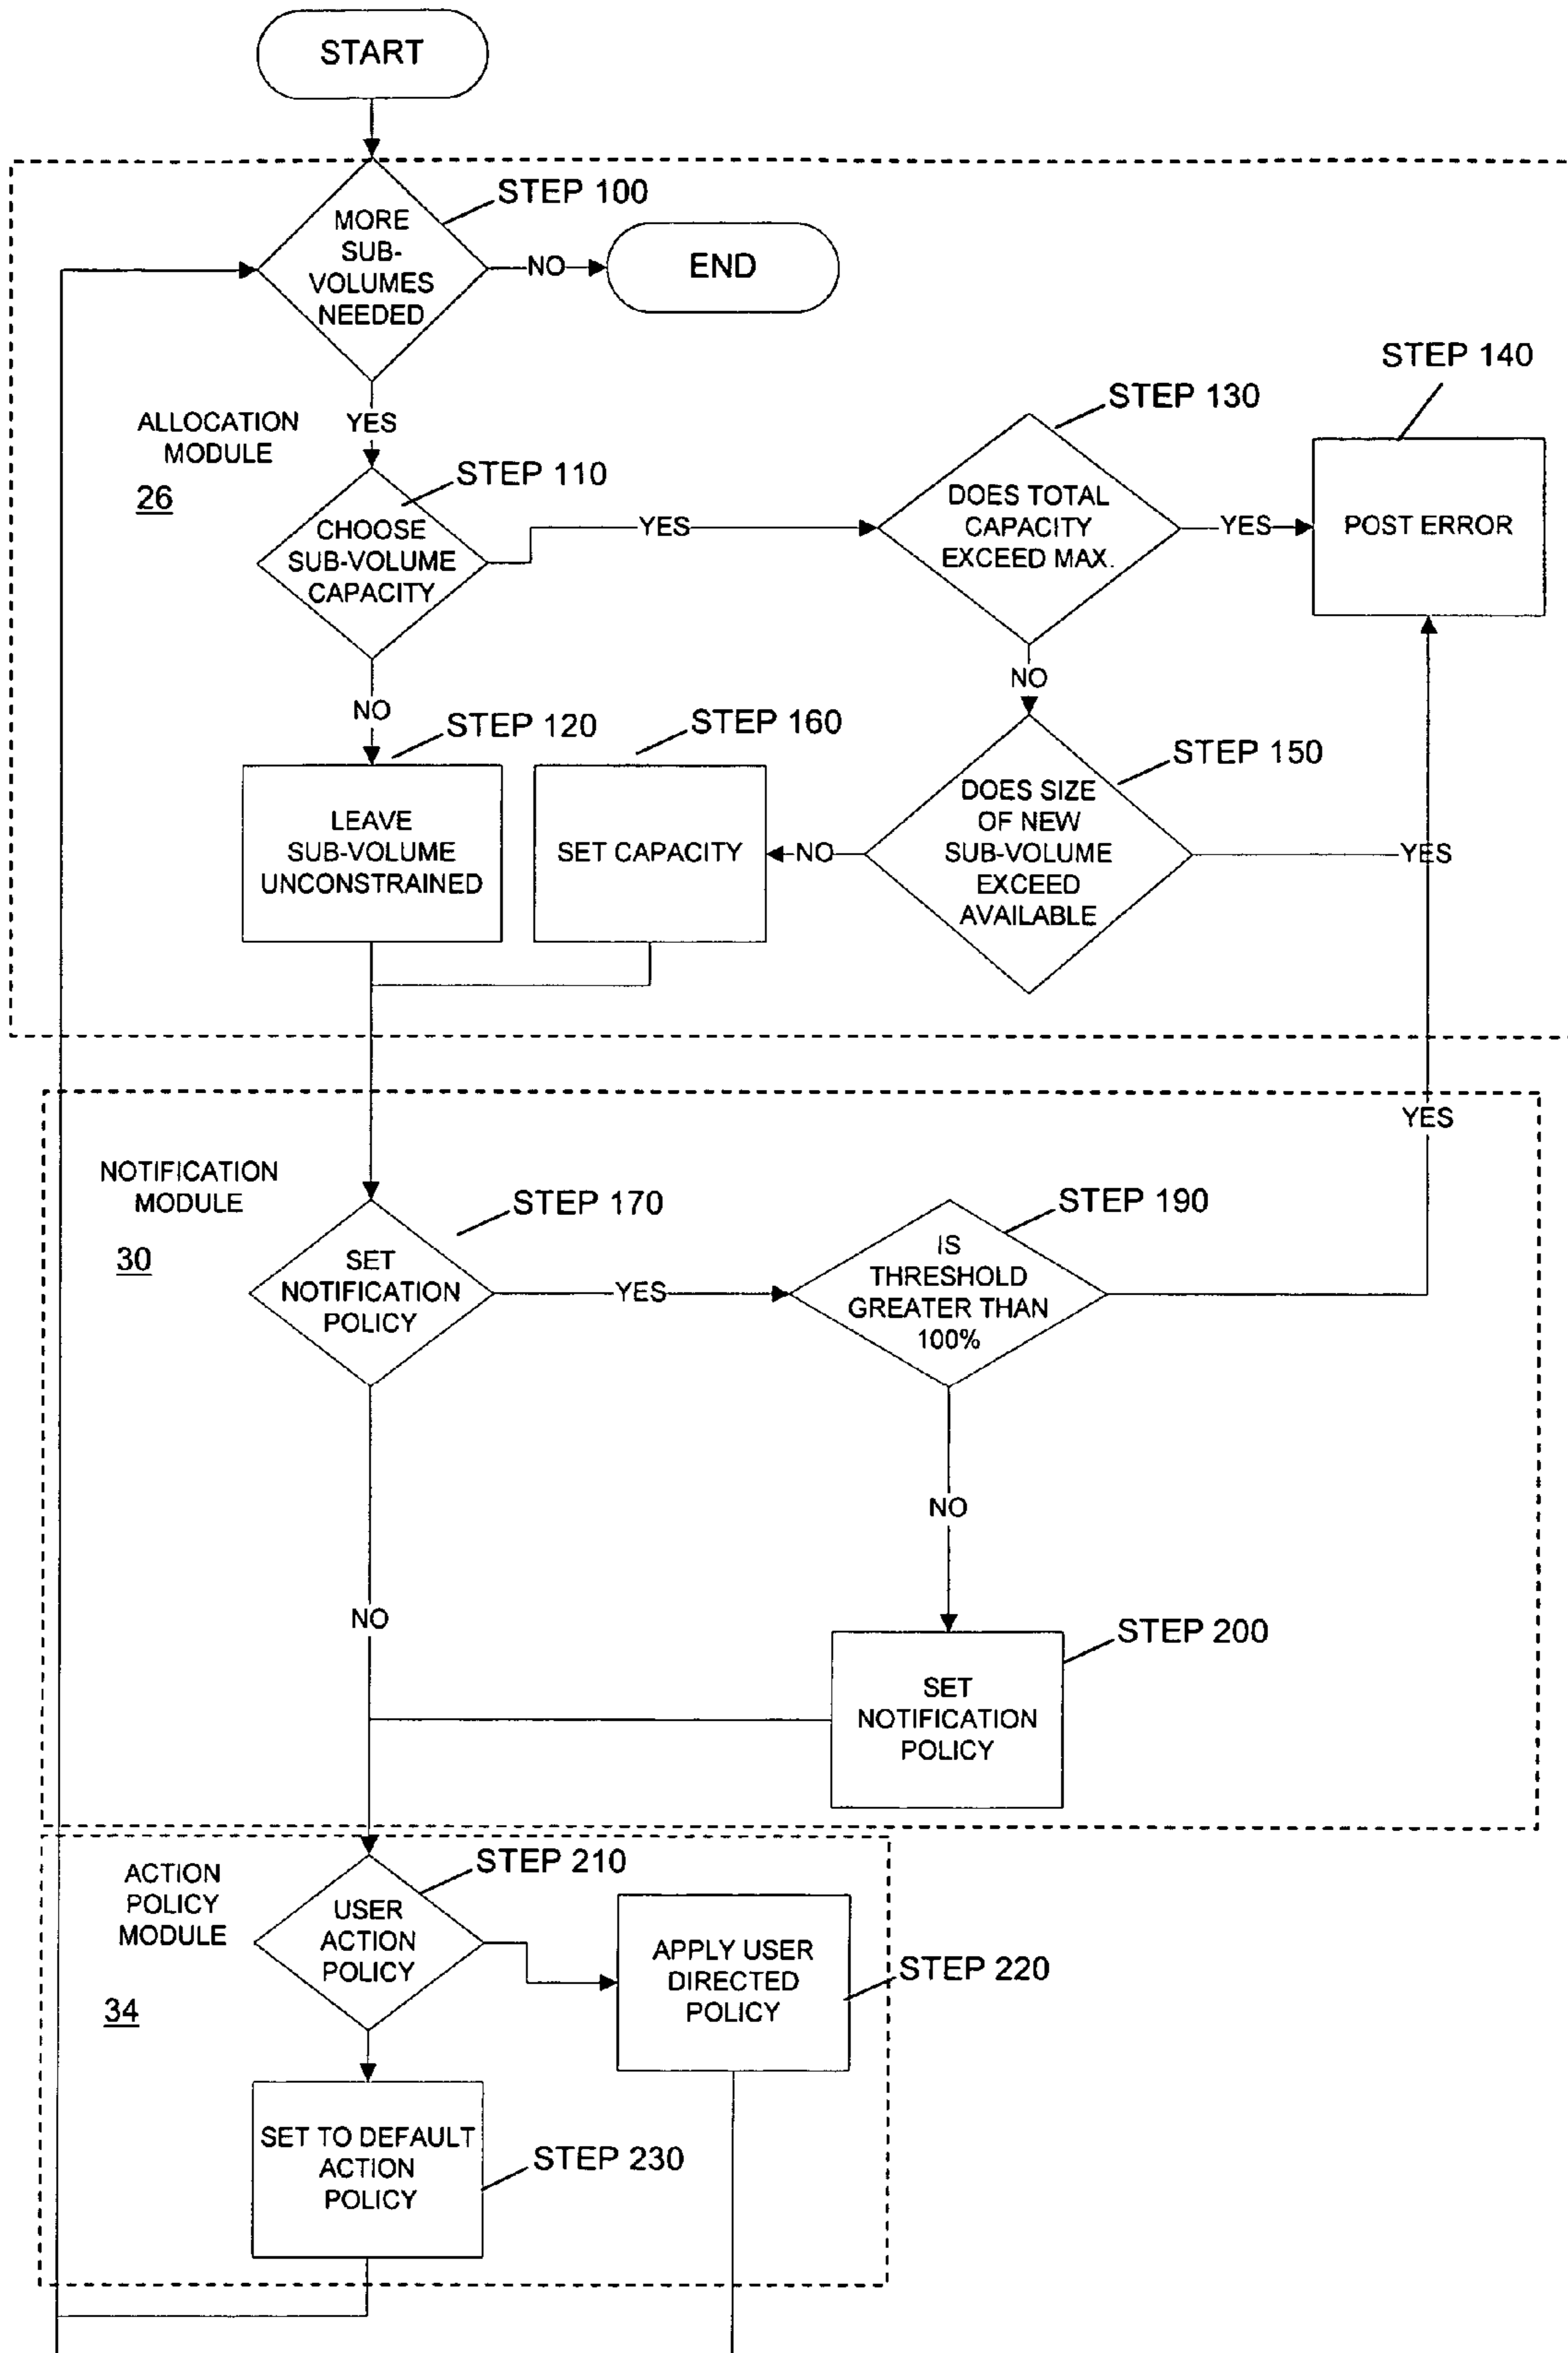 START
STEP 100
MORE
SUB-
VOLUMES
NEEDED
NO
END
STEP 140
STEP 130
ALLOCATION
MODULE
26
YES
STEP 110
CHOOSE
SUB-VOLUME
CAPACITY
YES
DOES TOTAL
CAPACITY
EXCEED MAX.
YES
POST ERROR
NO
NO
STEP 120
STEP 160
STEP 150
LEAVE
SUB-VOLUME
UNCONSTRAINED
SET CAPACITY
NO
DOES SIZE
OF NEW
SUB-VOLUME
EXCEED
AVAILABLE
YES
YES
NOTIFICATION
MODULE
30
STEP 170
STEP 190
SET
NOTIFICATION
POLICY
YES
IS
THRESHOLD
GREATER THAN
100%
NO
NO
STEP 200
SET
NOTIFICATION
POLICY
ACTION
POLICY
MODULE
34
STEP 210
USER
ACTION
POLICY
APPLY USER
DIRECTED
POLICY
STEP 220
SET TO DEFAULT
ACTION
POLICY
STEP 230